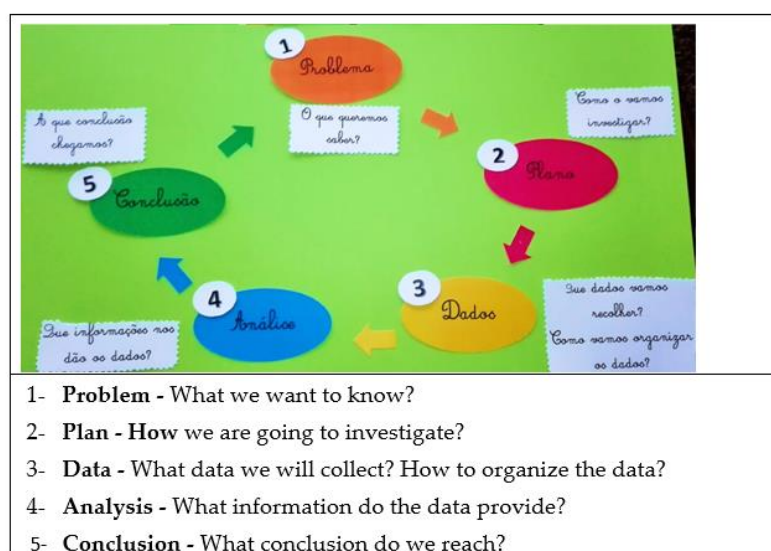 1
Problema
O que queremos
saber?
2
Plano
Como o vamos
investigar?
3
Dados
Que dados vamos
recolher?
Como vamos organizar
os dados?
4
Análise
Que informações nos
dão os dados?
5
Conclusão
A que conclusão
chegamos?
1- Problem - What we want to know?
2- Plan - How we are going to investigate?
3- Data - What data we will collect? How to organize the data?
4- Analysis - What information do the data provide?
5- Conclusion - What conclusion do we reach?